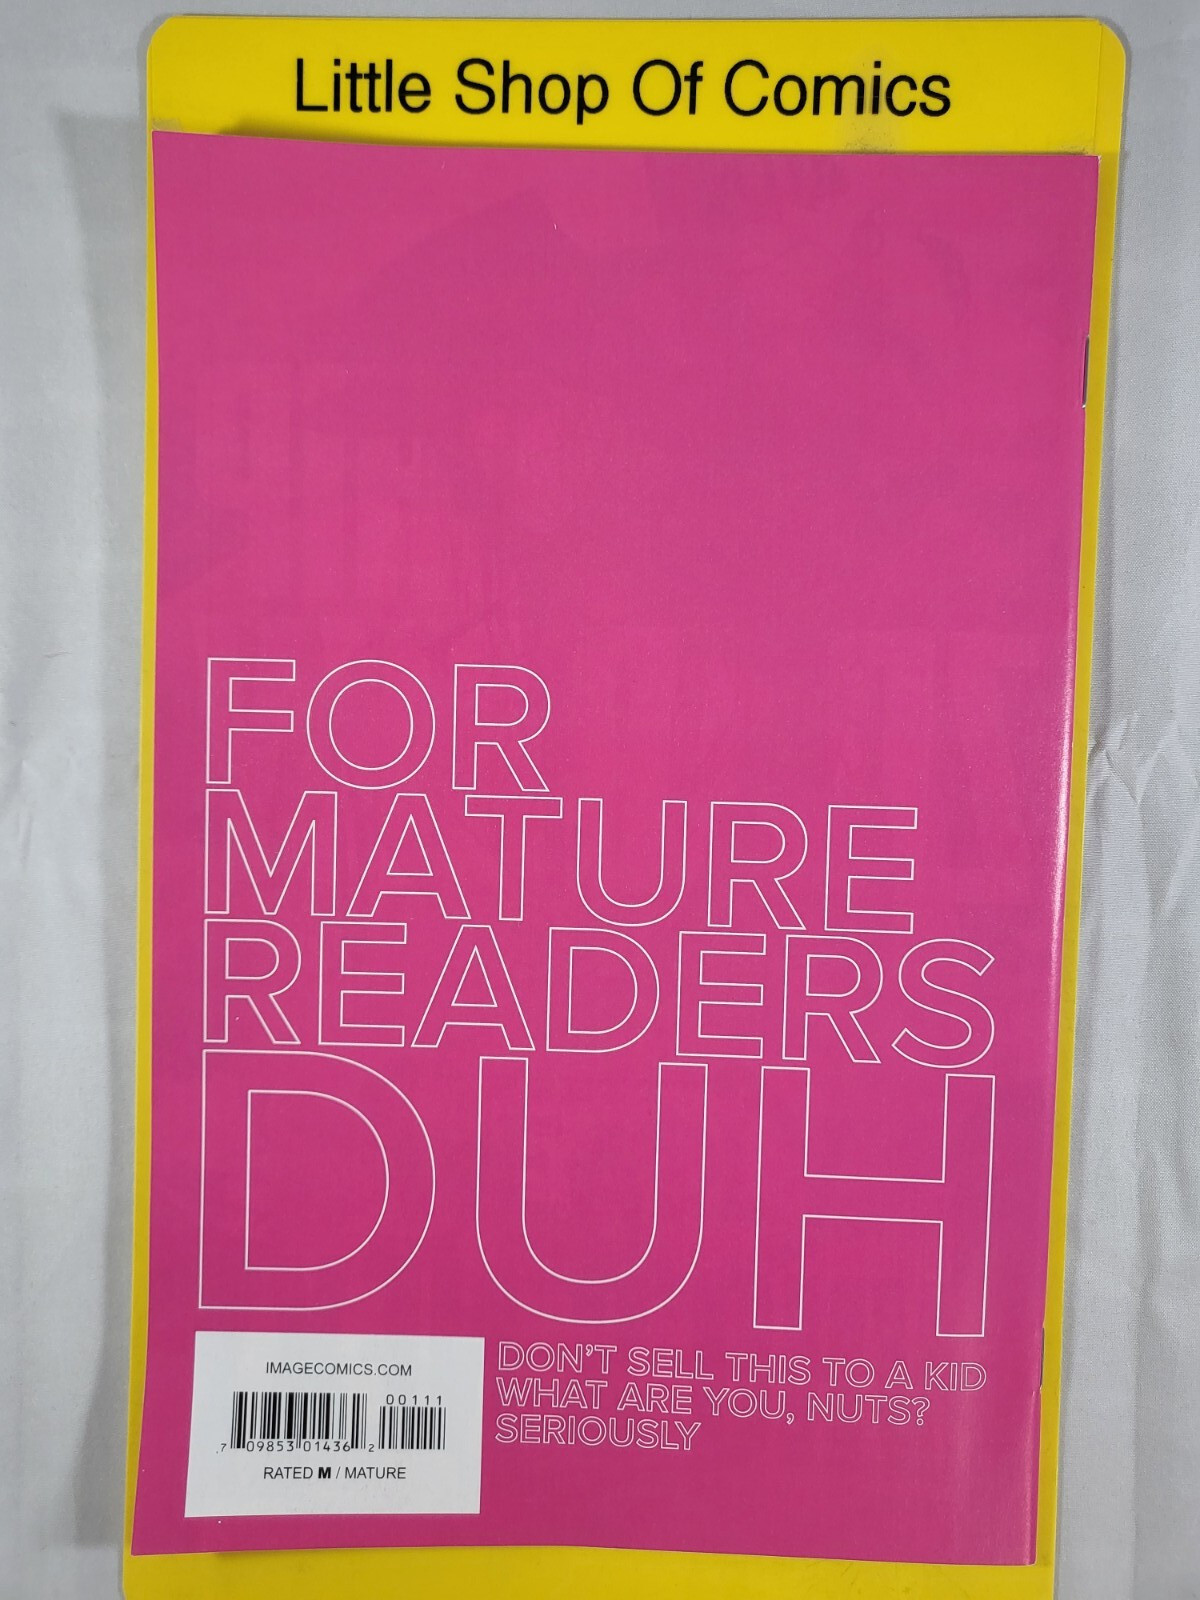 Little Shop Of Comics
FOR
MATURE
READERS
DUH
DON'T SELL THIS TO A KID
WHAT ARE YOU, NUTS?
SERIOUSLY
IMAGECOMICS.COM
00111
7 09853 01436 2
RATED M / MATURE